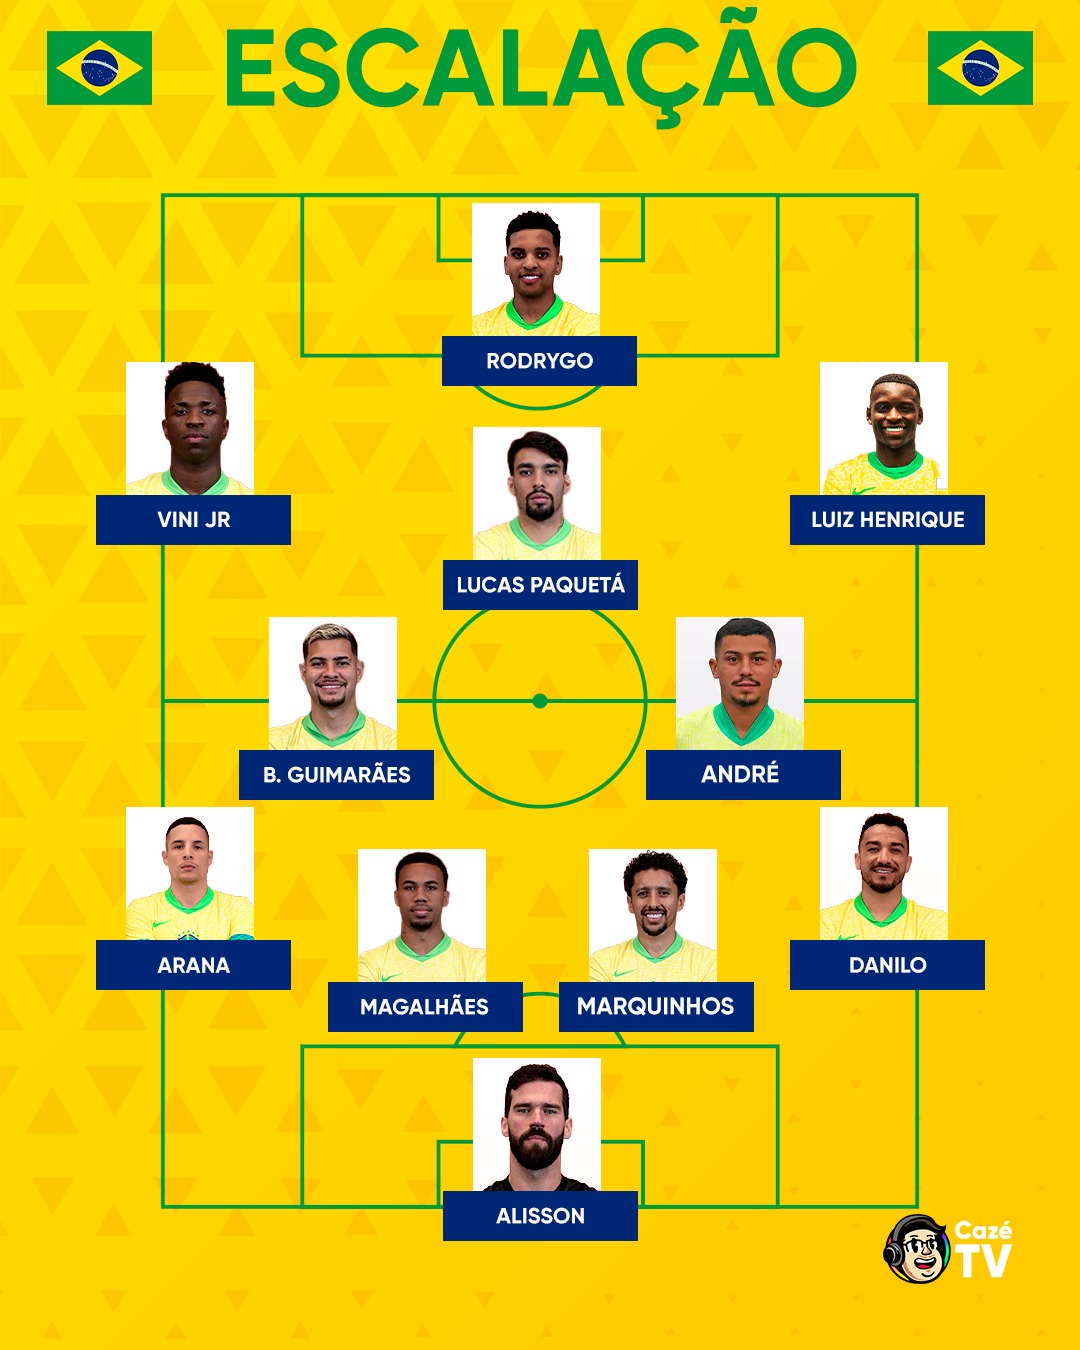 ESCALAÇÃO
RODRYGO
VINI JR
LUIZ HENRIQUE
LUCAS PAQUETÁ
B. GUIMARÃES
ANDRÉ
ARANA
DANILO
MAGALHÃES
MARQUINHOS
ALISSON
Cazé
TV